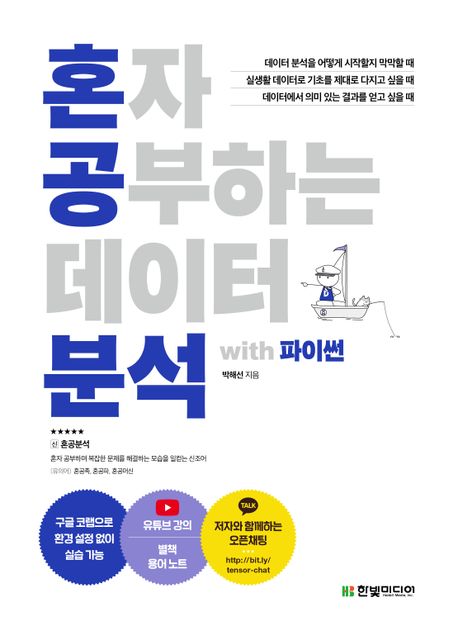 데이터 분석을 어떻게 시작할지 막막할 때
실생활 데이터로 기초를 제대로 다지고 싶을 때
데이터에서 의미 있는 결과를 얻고 싶을 때
혼자
공부하는
데이터
분석
with 파이썬
박해선 지음
★★★★★
신 혼공분석
혼자 공부하며 복잡한 문제를 해결하는 모습을 일컫는 신조어
(유의어) 혼공족, 혼공파, 혼공머신
구글 코랩으로
환경 설정 없이
실습 가능
유튜브 강의
별책
용어 노트
TALK
저자와 함께하는
오픈채팅
http://bit.ly/
tensor-chat
HB 한빛미디어
Hanbit Media, Inc.